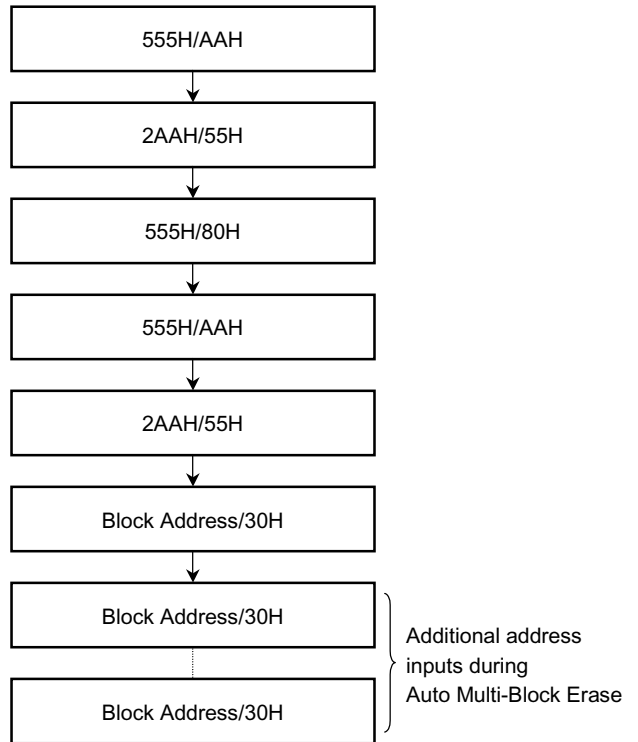 555H/AAH
2AAH/55H
555H/80H
555H/AAH
2AAH/55H
Block Address/30H
Block Address/30H
Block Address/30H
Additional address
inputs during
Auto Multi-Block Erase